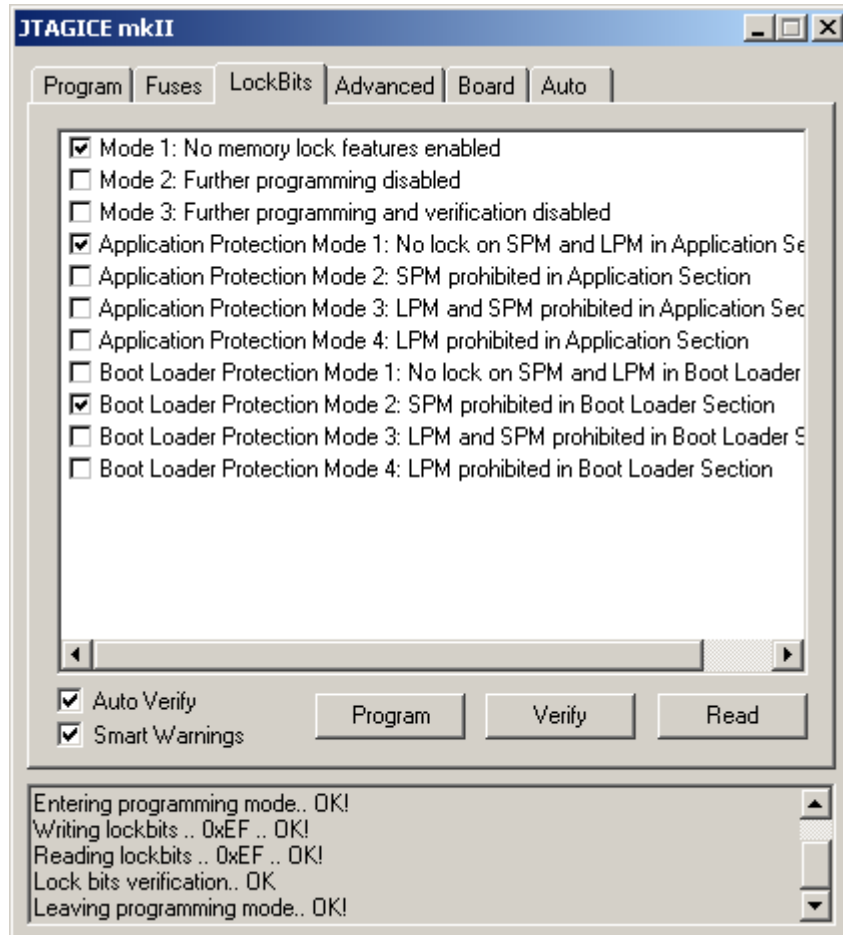 JTAGICE mkII
Program Fuses LockBits Advanced Board Auto
Mode 1: No memory lock features enabled
Mode 2: Further programming disabled
Mode 3: Further programming and verification disabled
Application Protection Mode 1: No lock on SPM and LPM in Application Se
Application Protection Mode 2: SPM prohibited in Application Section
Application Protection Mode 3: LPM and SPM prohibited in Application Sec
Application Protection Mode 4: LPM prohibited in Application Section
Boot Loader Protection Mode 1: No lock on SPM and LPM in Boot Loader
Boot Loader Protection Mode 2: SPM prohibited in Boot Loader Section
Boot Loader Protection Mode 3: LPM and SPM prohibited in Boot Loader S
Boot Loader Protection Mode 4: LPM prohibited in Boot Loader Section
Auto Verify
Smart Warnings
Program Verify Read
Entering programming mode.. OK!
Writing lockbits .. 0xEF .. OK!
Reading lockbits .. 0xEF .. OK!
Lock bits verification.. OK
Leaving programming mode.. OK!